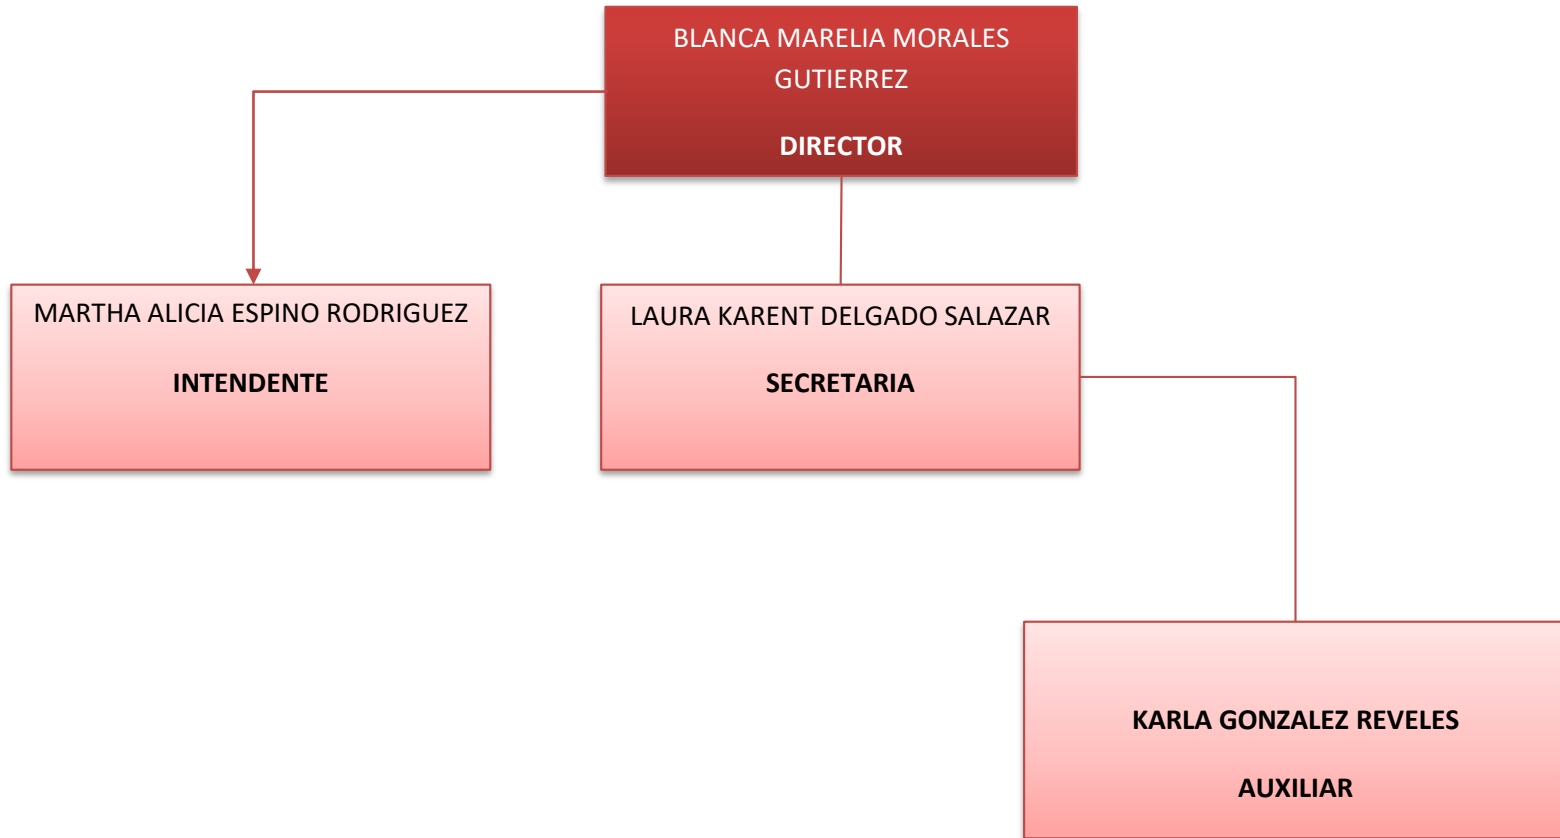 BLANCA MARELIA MORALES
GUTIERREZ
DIRECTOR
MARTHA ALICIA ESPINO RODRIGUEZ
INTENDENTE
LAURA KARENT DELGADO SALAZAR
SECRETARIA
KARLA GONZALEZ REVELES
AUXILIAR